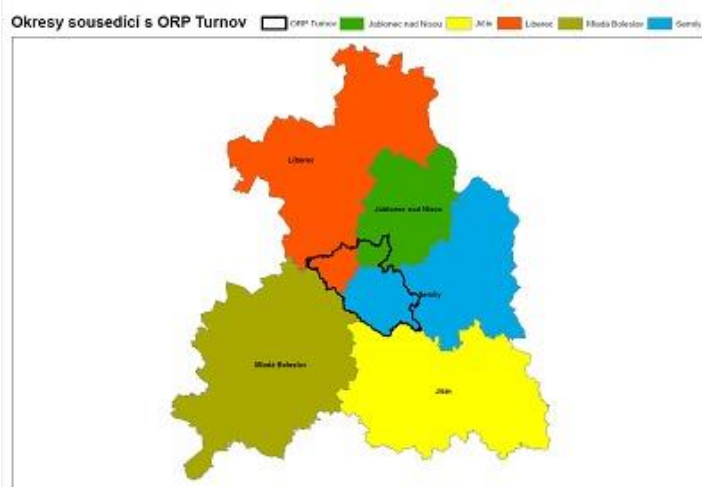 Okresy sousedící s ORP Turnov ORP Turnov Jablonec nad Nisou Jičín Liberec Mladá Boleslav Semily
Liberec
Jablonec nad Nisou
Semily
Mladá Boleslav
Jičín